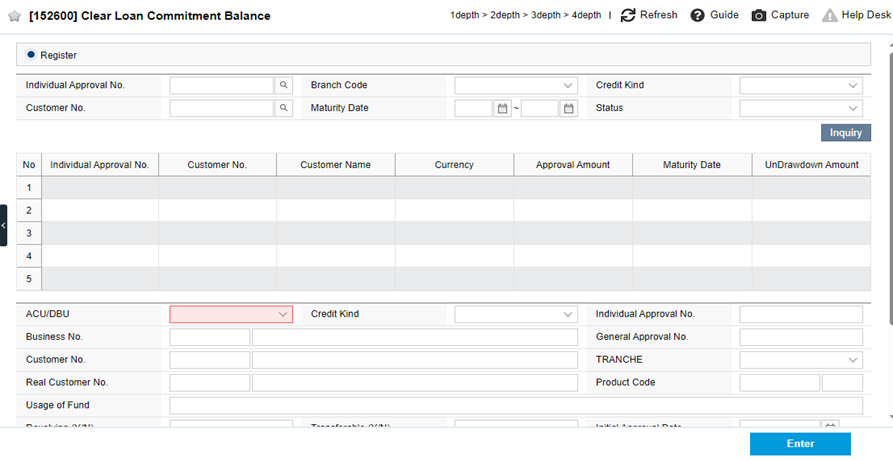 [152600] Clear Loan Commitment Balance 1depth > 2depth > 3depth > 4depth | Refresh Guide Capture Help Desk
Register
Individual Approval No. Branch Code Credit Kind
Customer No. Maturity Date ~ Status
Inquiry
No Individual Approval No. Customer No. Customer Name Currency Approval Amount Maturity Date UnDrawdown Amount
1
2
3
4
5
ACU/DBU Credit Kind Individual Approval No.
Business No. General Approval No.
Customer No. TRANCHE
Real Customer No. Product Code
Usage of Fund
Enter